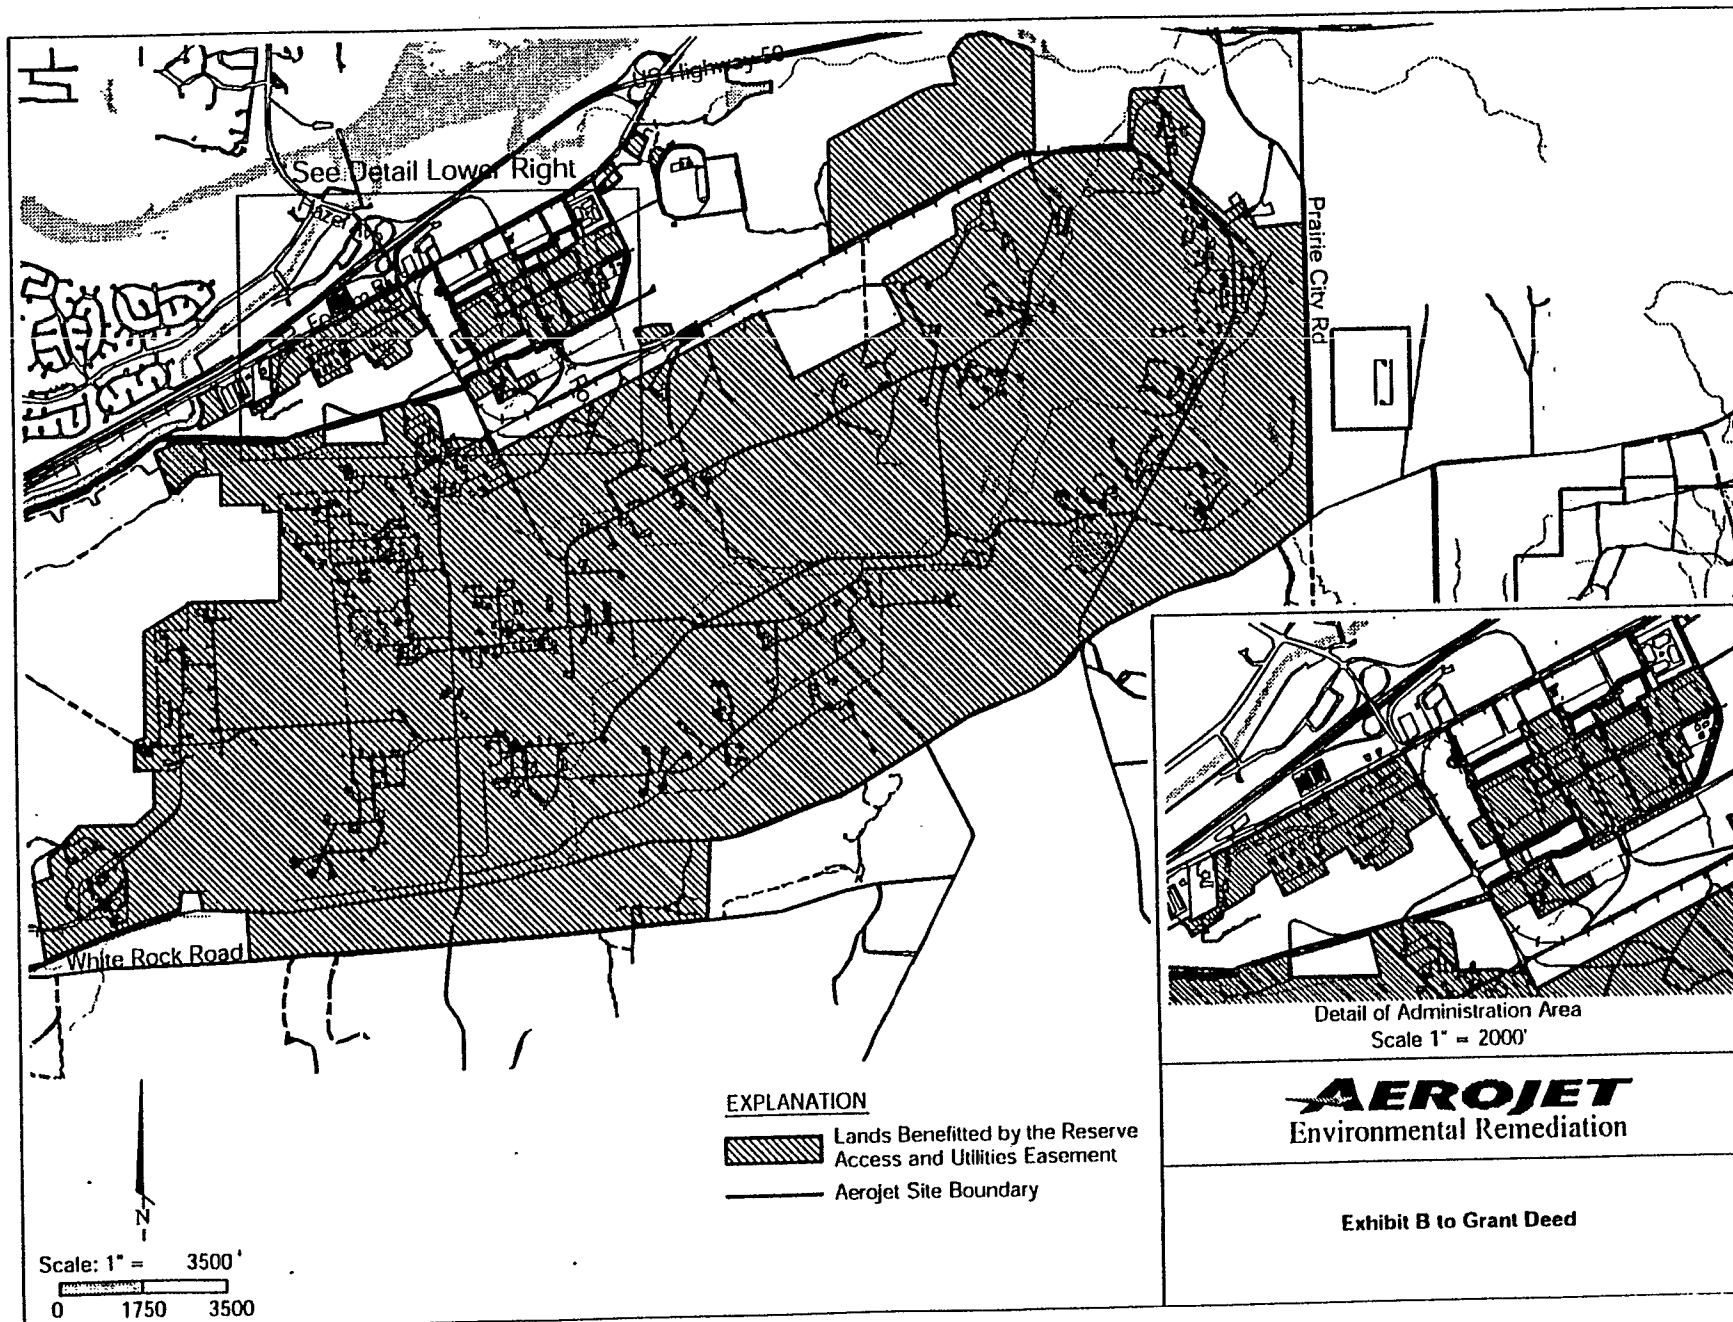 US Highway 50
See Detail Lower Right
Hazel
Folsom
Prairie City Rd
White Rock Road
Detail of Administration Area
Scale 1" = 2000'
EXPLANATION
Lands Benefitted by the Reserve
Access and Utilities Easement
Aerojet Site Boundary
AEROJET
Environmental Remediation
Exhibit B to Grant Deed
N
Scale: 1" = 3500'
0 1750 3500